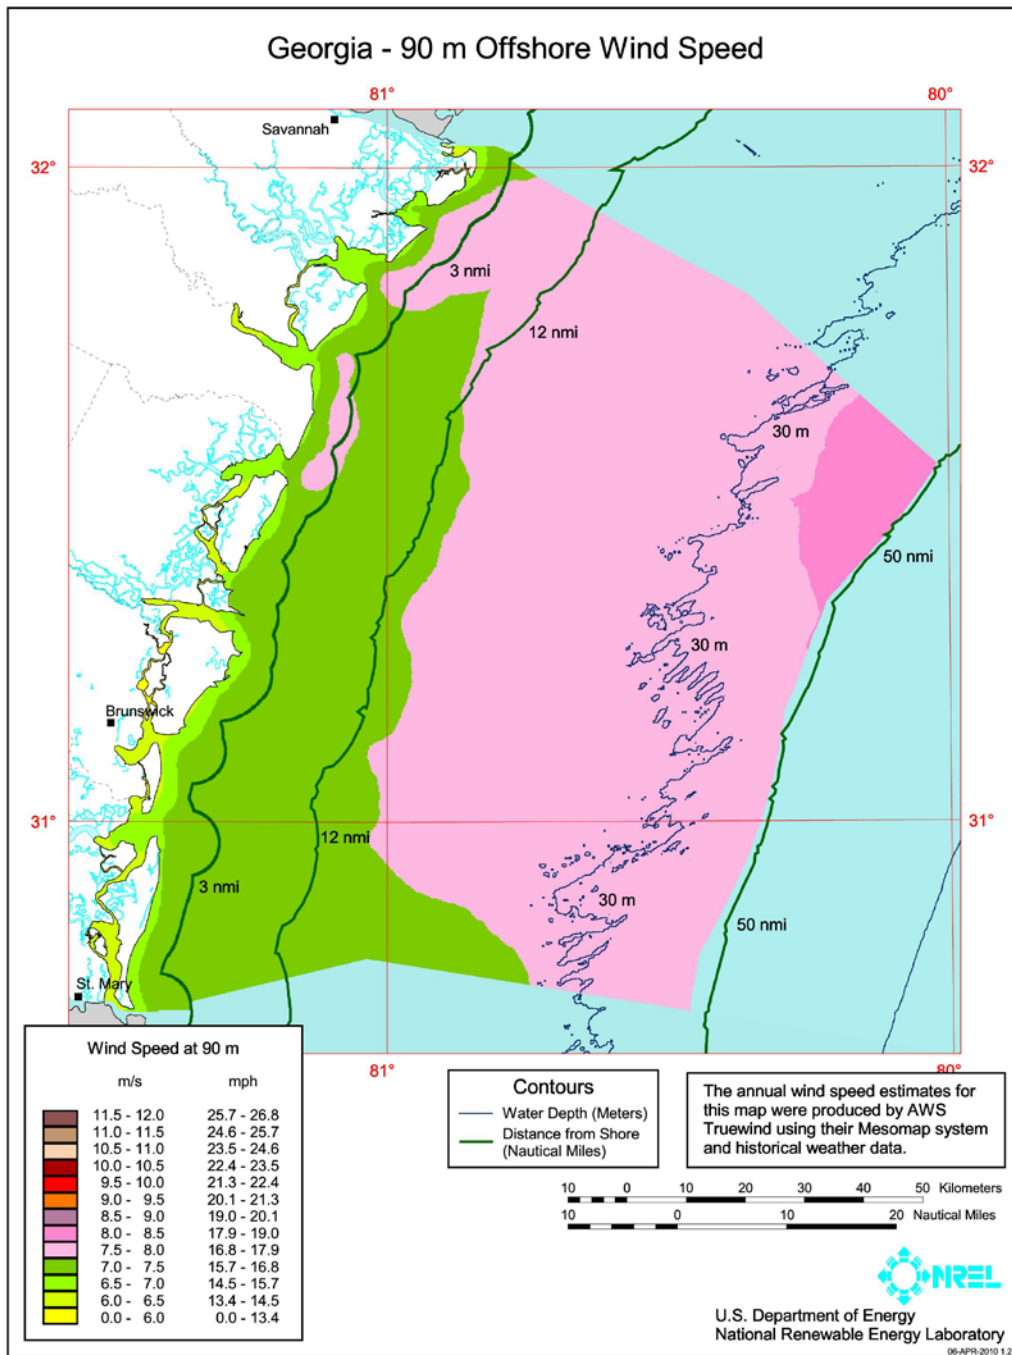 Georgia - 90 m Offshore Wind Speed
81°
80°
Savannah
32°
32°
3 nmi
12 nmi
30 m
50 nmi
30 m
Brunswick
31°
31°
12 nmi
3 nmi
30 m
50 nmi
St. Mary
81°
80°
Wind Speed at 90 m
m/s mph
11.5 - 12.0 25.7 - 26.8
11.0 - 11.5 24.6 - 25.7
10.5 - 11.0 23.5 - 24.6
10.0 - 10.5 22.4 - 23.5
9.5 - 10.0 21.3 - 22.4
9.0 - 9.5 20.1 - 21.3
8.5 - 9.0 19.0 - 20.1
8.0 - 8.5 17.9 - 19.0
7.5 - 8.0 16.8 - 17.9
7.0 - 7.5 15.7 - 16.8
6.5 - 7.0 14.5 - 15.7
6.0 - 6.5 13.4 - 14.5
0.0 - 6.0 0.0 - 13.4
Contours
Water Depth (Meters)
Distance from Shore
(Nautical Miles)
The annual wind speed estimates for
this map were produced by AWS
Truewind using their Mesomap system
and historical weather data.
10 0 10 20 30 40 50 Kilometers
10 0 10 20 Nautical Miles
NREL
U.S. Department of Energy
National Renewable Energy Laboratory
06-APR-2010 1.2